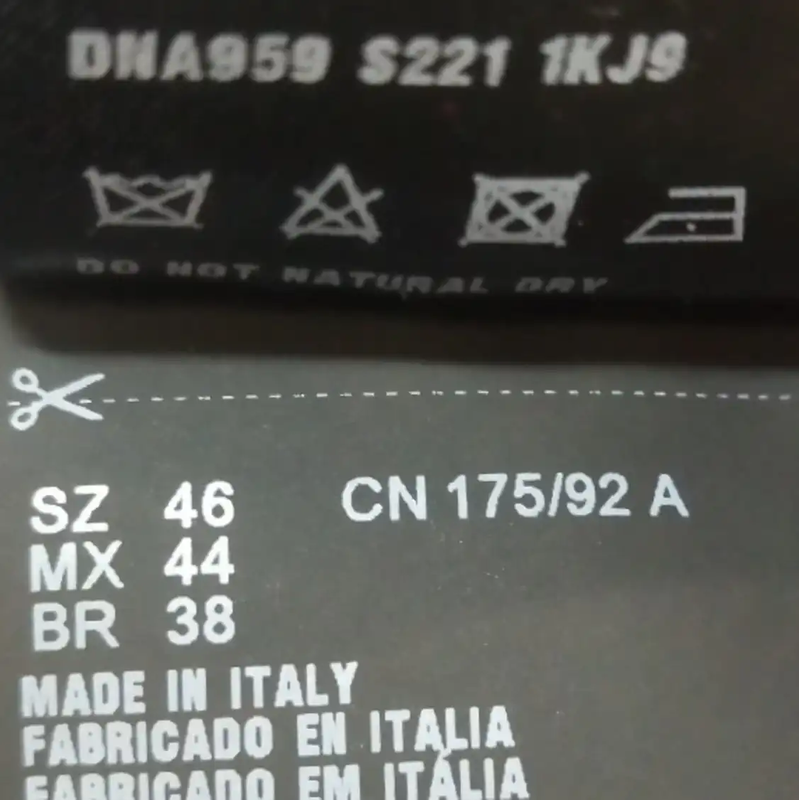 DNA959 S221 1KJ9
DO NOT NATURAL DRY
SZ 46 CN 175/92 A
MX 44
BR 38
MADE IN ITALY
FABRICADO EN ITALIA
FABRICADO EM ITÁLIA